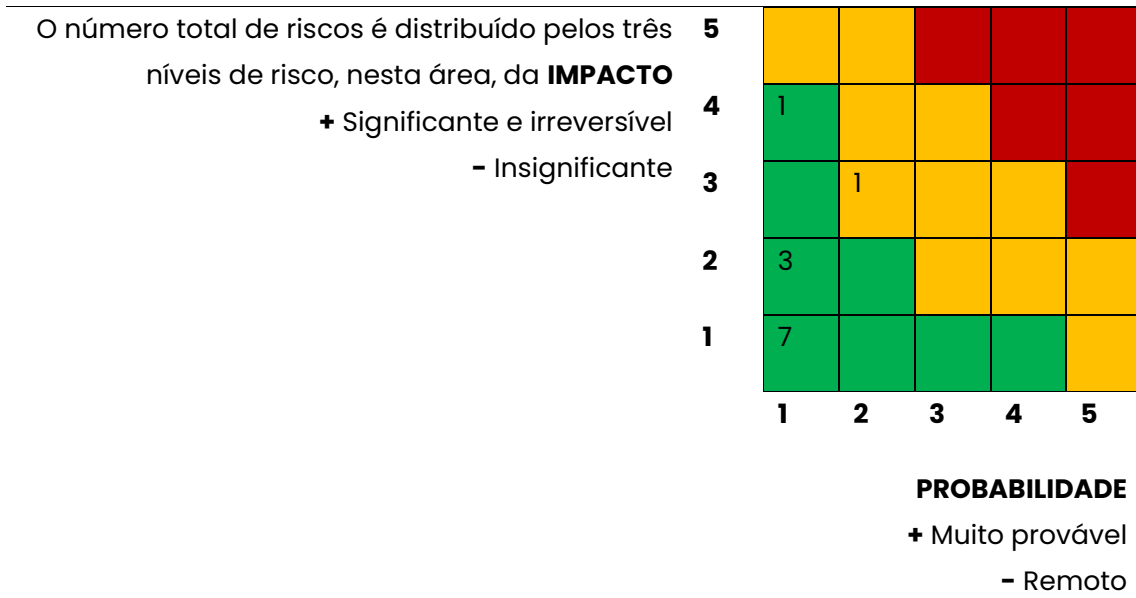 O número total de riscos é distribuído pelos três
níveis de risco, nesta área, da IMPACTO
+ Significante e irreversível
- Insignificante
5
4
1
3
1
2
3
1
7
1 2 3 4 5
PROBABILIDADE
+ Muito provável
- Remoto